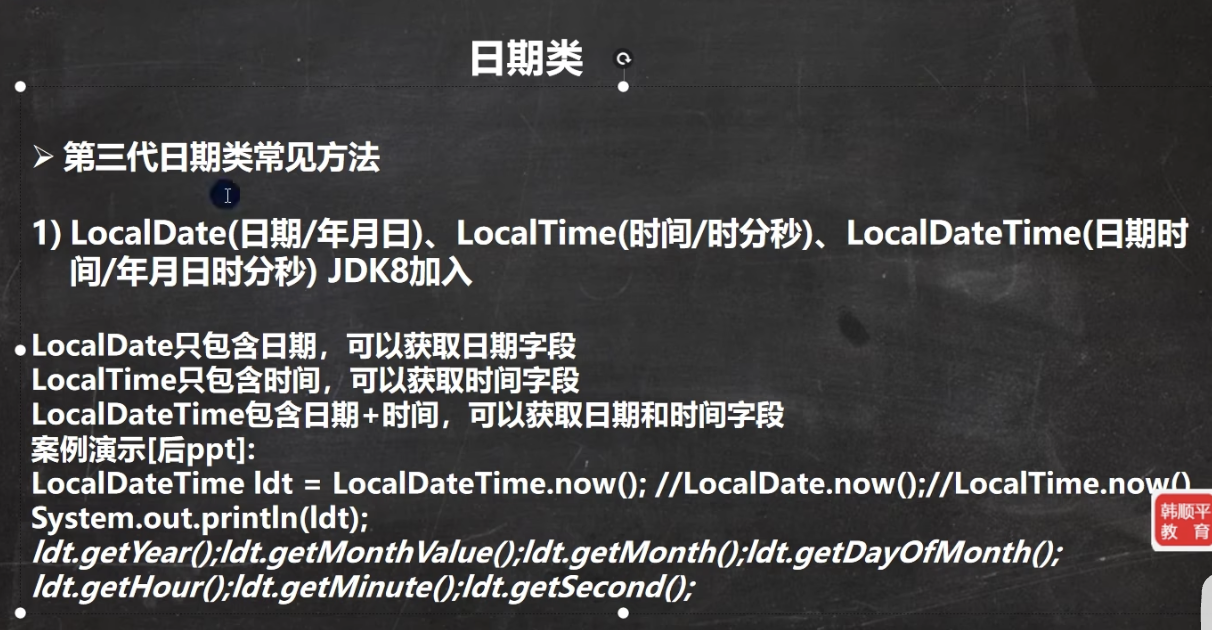 日期类
➢ 第三代日期类常见方法
1) LocalDate(日期/年月日)、LocalTime(时间/时分秒)、LocalDateTime(日期时
间/年月日时分秒) JDK8加入
LocalDate只包含日期，可以获取日期字段
LocalTime只包含时间，可以获取时间字段
LocalDateTime包含日期+时间，可以获取日期和时间字段
案例演示[后ppt]:
LocalDateTime ldt = LocalDateTime.now(); //LocalDate.now();//LocalTime.now()
System.out.println(ldt);
ldt.getYear();ldt.getMonthValue();ldt.getMonth();ldt.getDayOfMonth();
ldt.getHour();ldt.getMinute();ldt.getSecond();
韩顺平
教 育